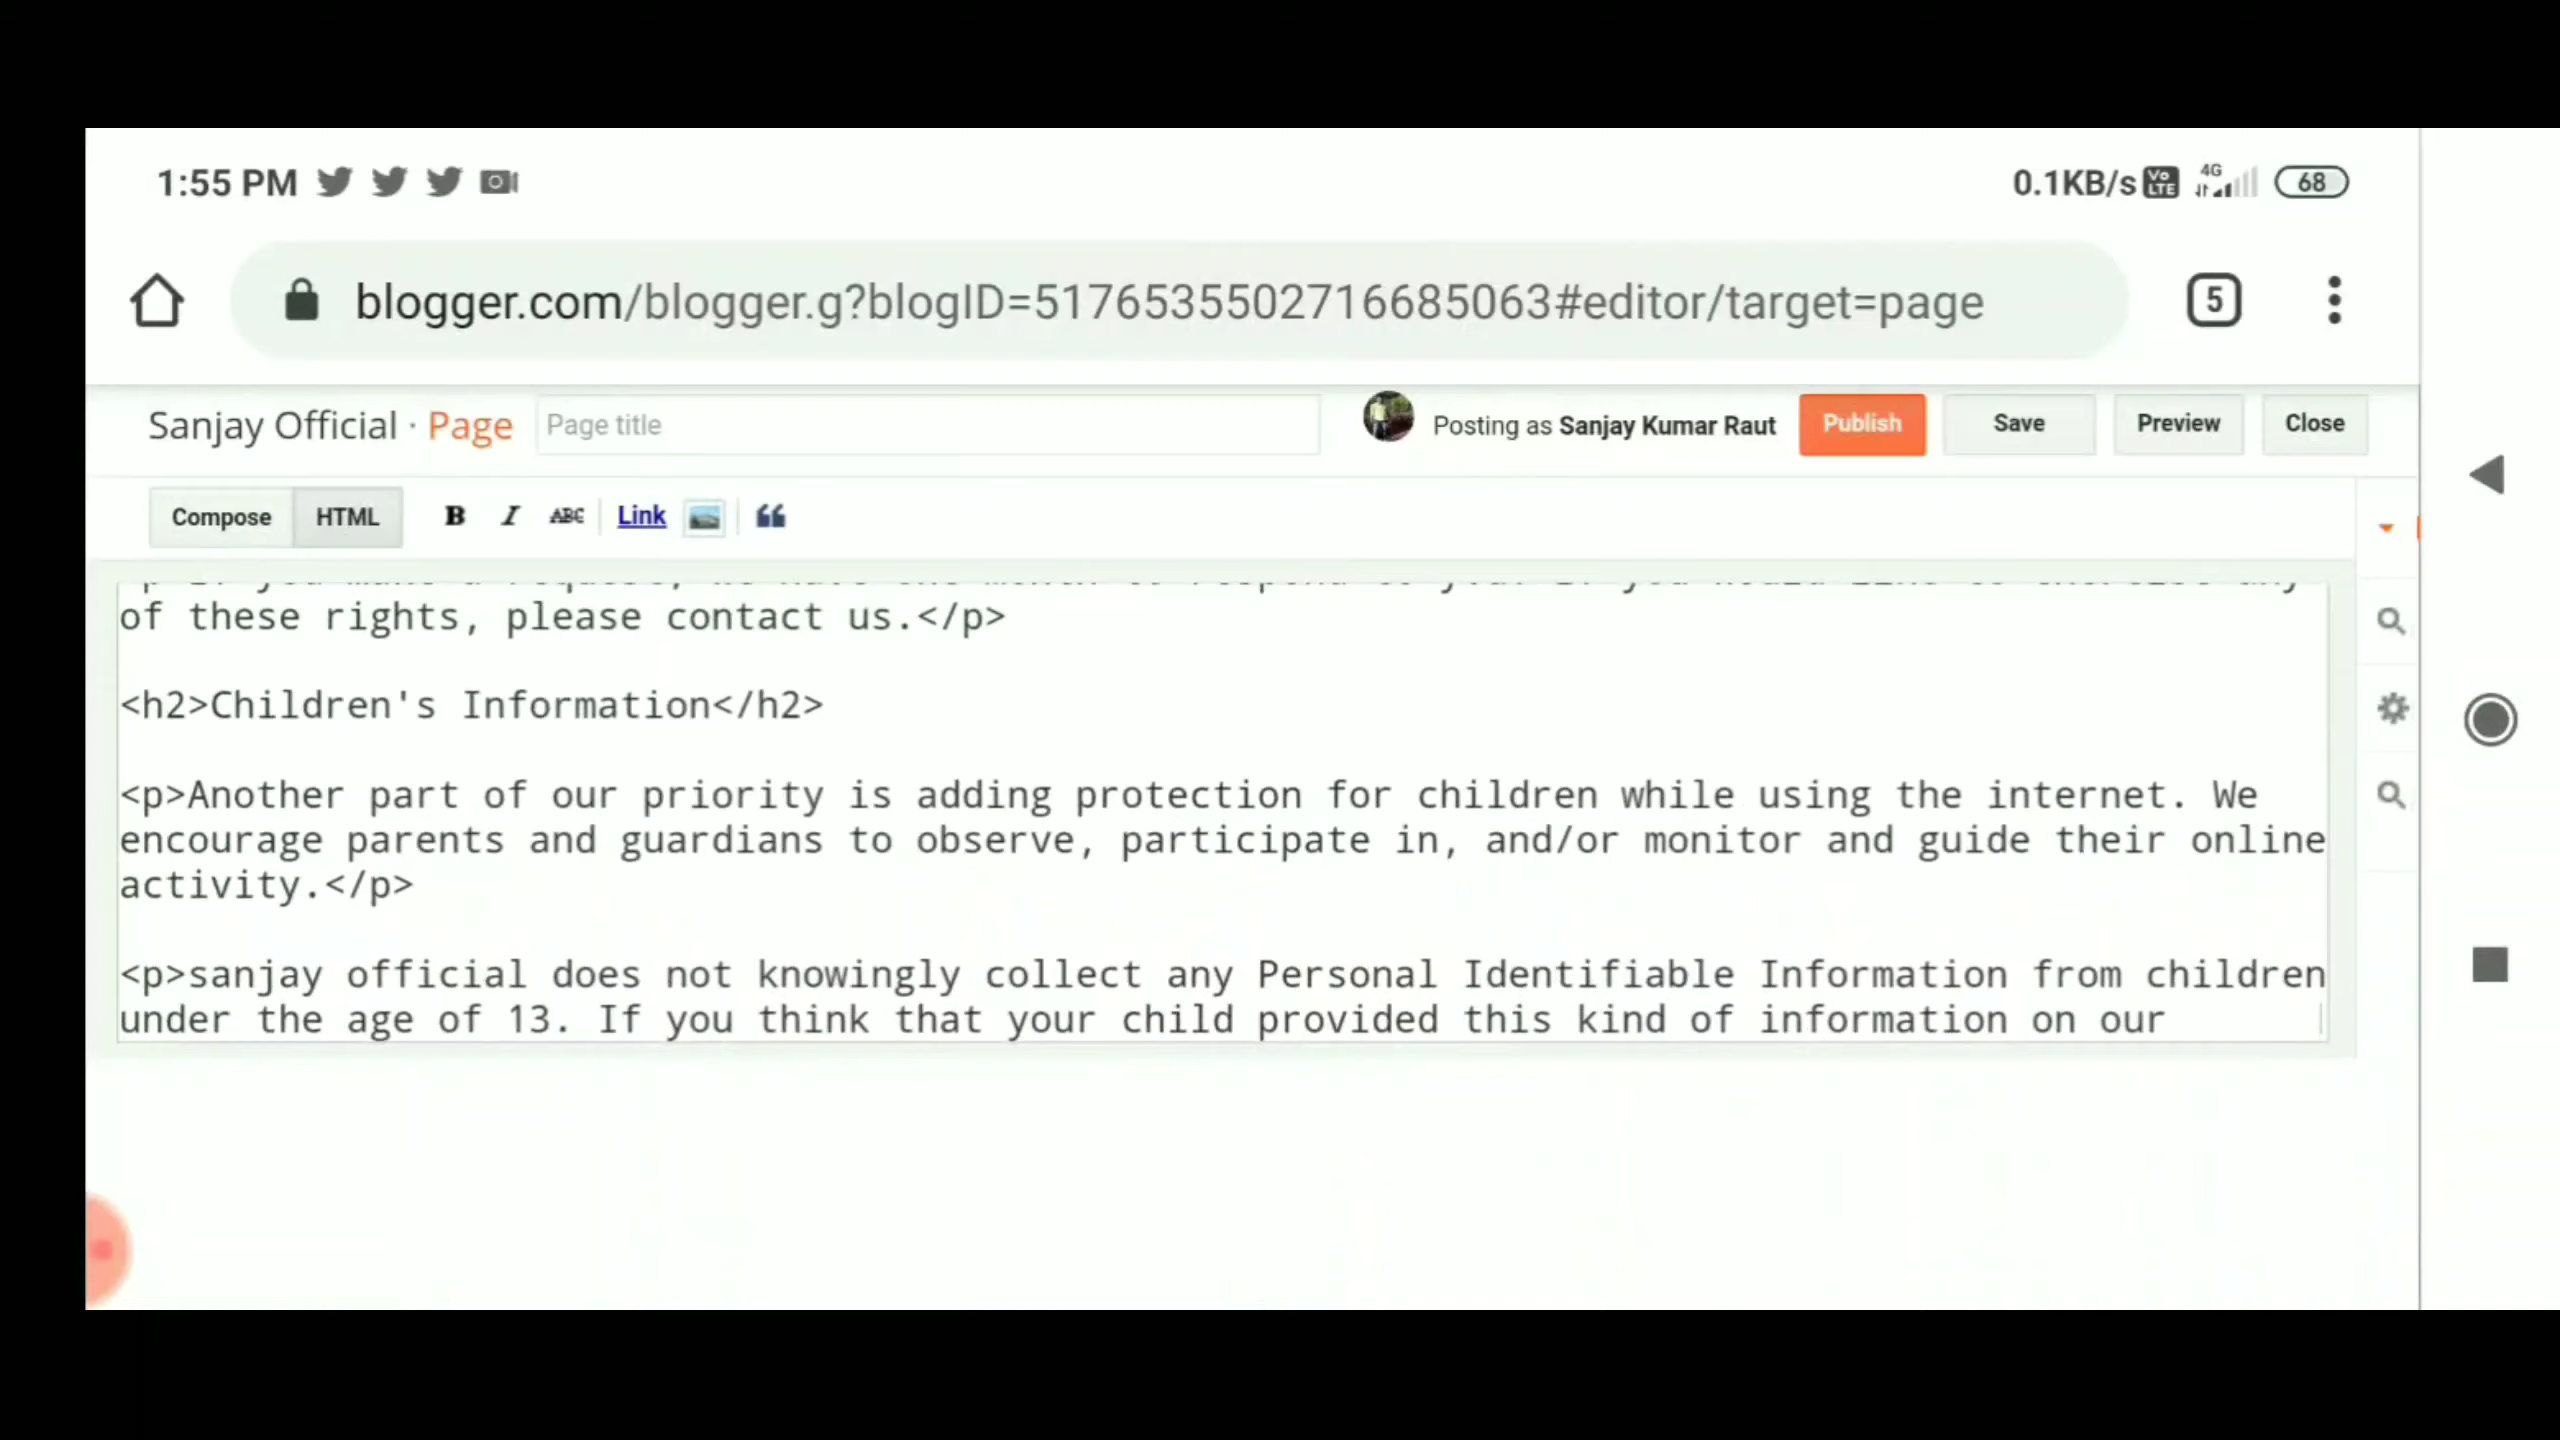 1:55 PM
0.1KB/s Vo LTE 4G 68
blogger.com/blogger.g?blogID=5176535502716685063#editor/target=page
5
Sanjay Official · Page Page title Posting as Sanjay Kumar Raut Publish Save Preview Close
Compose HTML B I ABC Link “
of these rights, please contact us.</p>
<h2>Children's Information</h2>
<p>Another part of our priority is adding protection for children while using the internet. We
encourage parents and guardians to observe, participate in, and/or monitor and guide their online
activity.</p>
<p>sanjay official does not knowingly collect any Personal Identifiable Information from children
under the age of 13. If you think that your child provided this kind of information on our